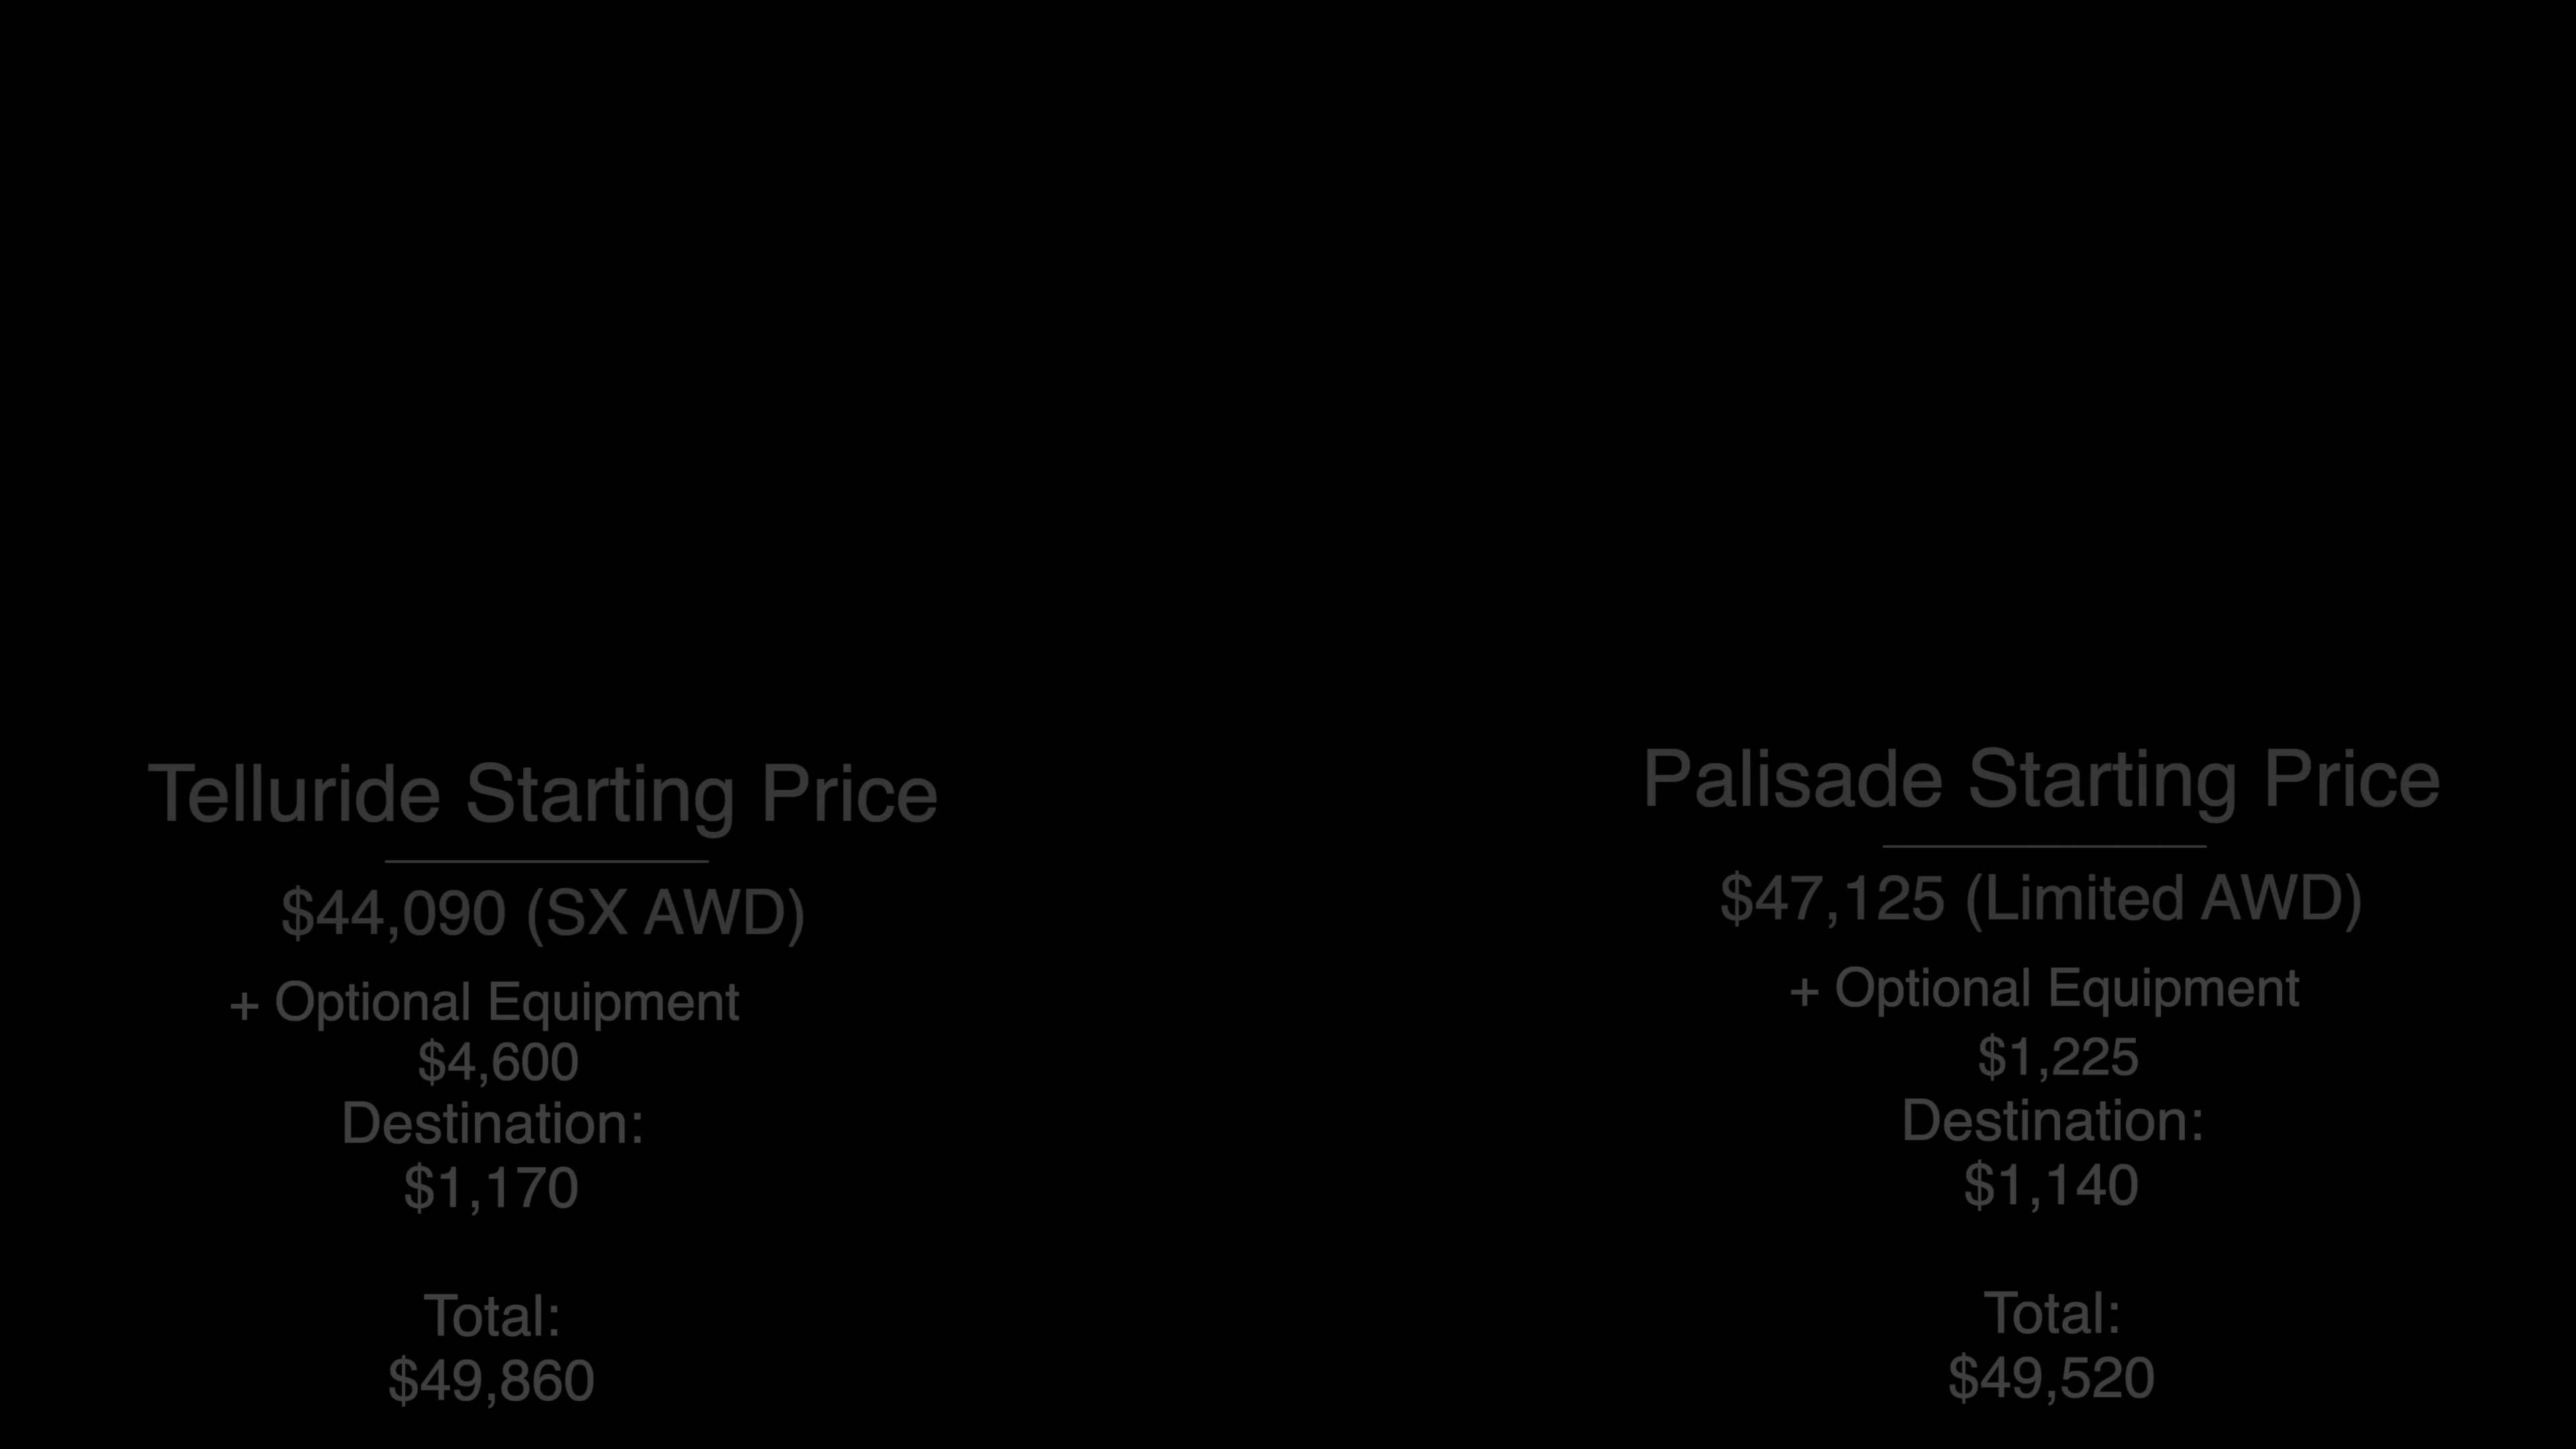 Telluride Starting Price
$44,090 (SX AWD)
+ Optional Equipment
$4,600
Destination:
$1,170
Total:
$49,860
Palisade Starting Price
$47,125 (Limited AWD)
+ Optional Equipment
$1,225
Destination:
$1,140
Total:
$49,520